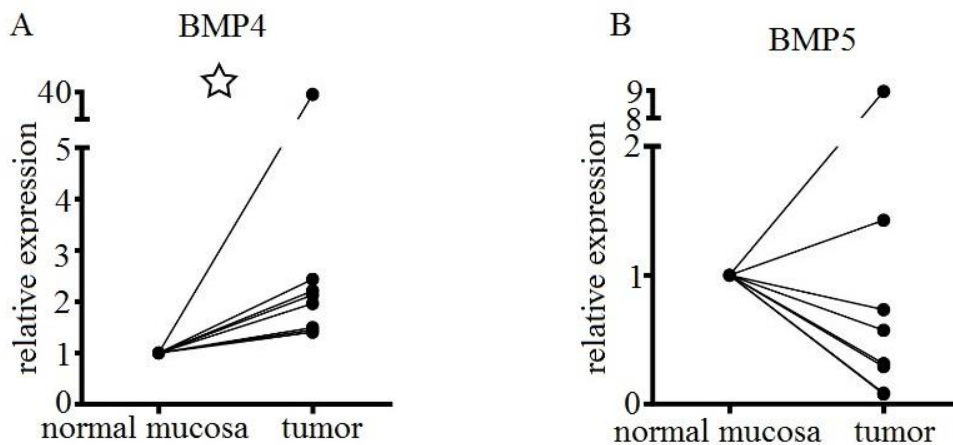 A
BMP4
40
5
4
3
2
1
0
relative expression
normal mucosa
tumor
B
BMP5
9
8
2
1
0
relative expression
normal mucosa
tumor